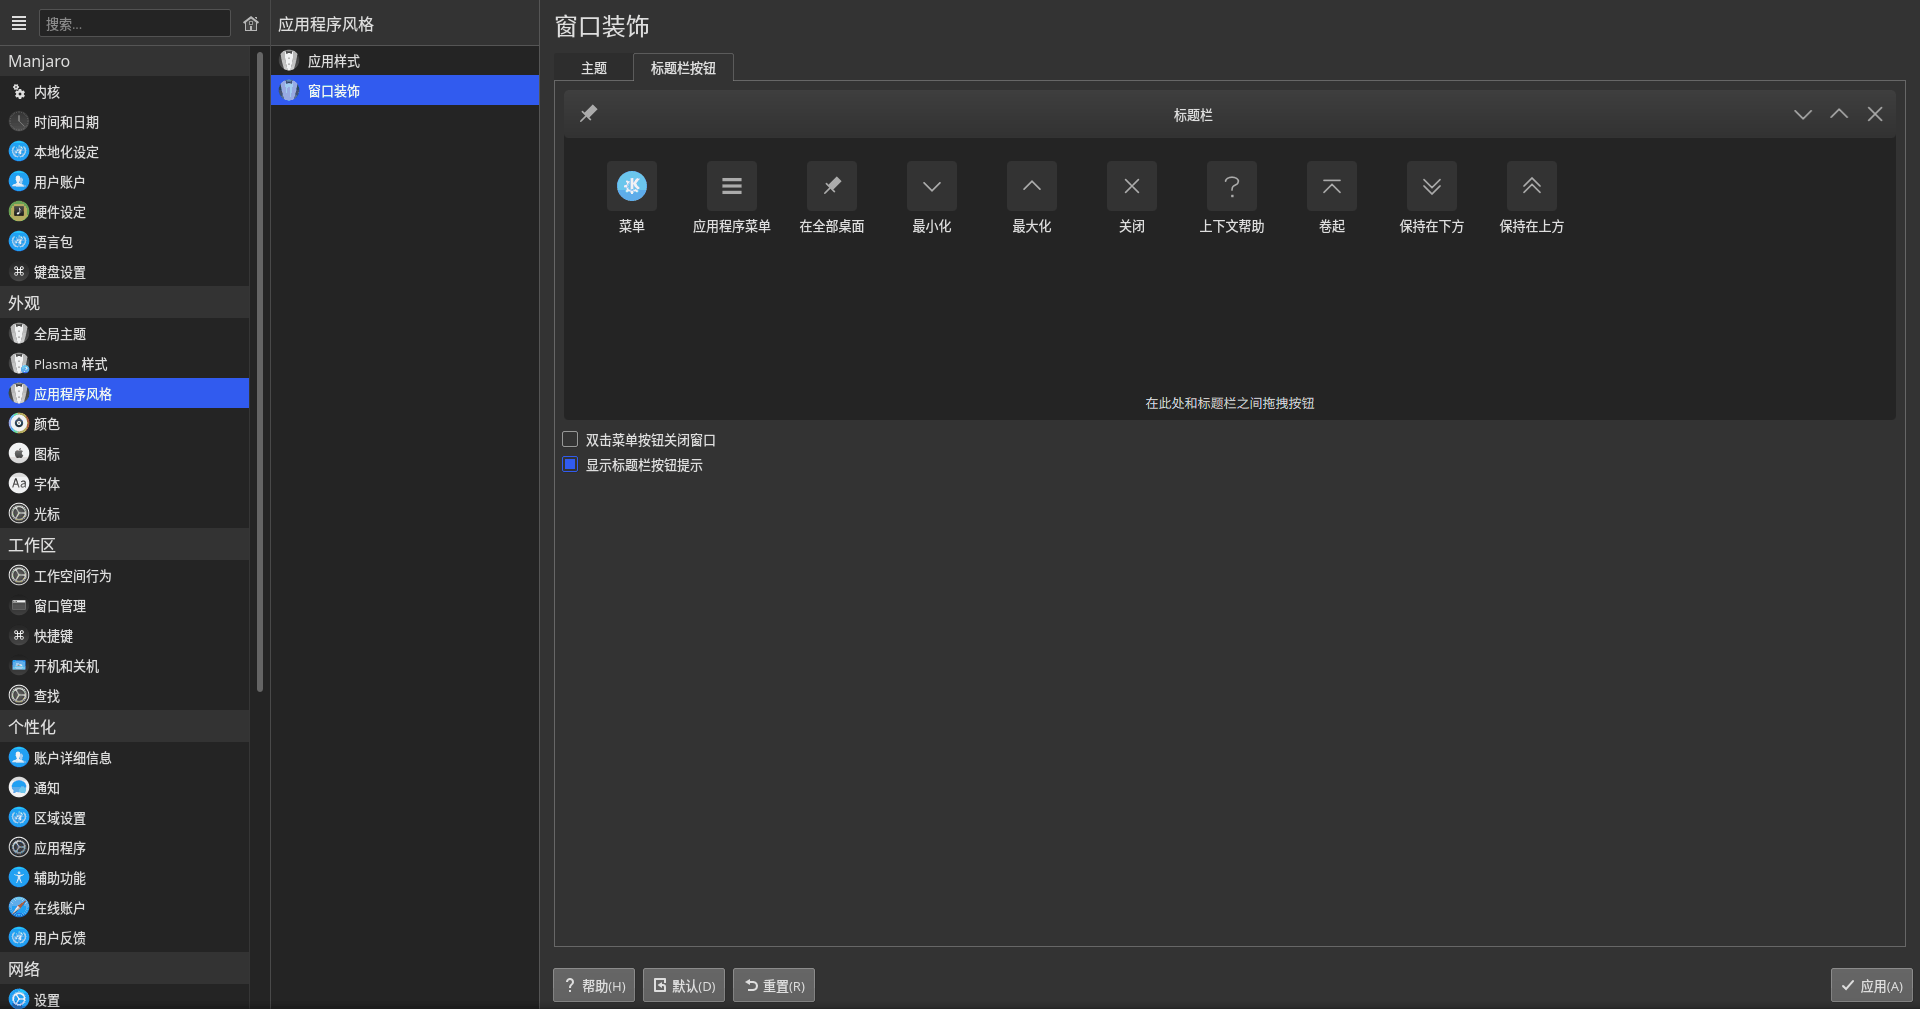 搜索...
Manjaro
内核
时间和日期
本地化设定
用户账户
硬件设定
语言包
键盘设置
外观
全局主题
Plasma 样式
应用程序风格
颜色
图标
Aa 字体
光标
工作区
工作空间行为
窗口管理
快捷键
开机和关机
查找
个性化
账户详细信息
通知
区域设置
应用程序
辅助功能
在线账户
用户反馈
网络
设置
应用程序风格
应用样式
窗口装饰
窗口装饰
主题 标题栏按钮
标题栏
菜单 应用程序菜单 在全部桌面 最小化 最大化 关闭 上下文帮助 卷起 保持在下方 保持在上方
在此处和标题栏之间拖拽按钮
双击菜单按钮关闭窗口
显示标题栏按钮提示
? 帮助(H) 默认(D) 重置(R) 应用(A)